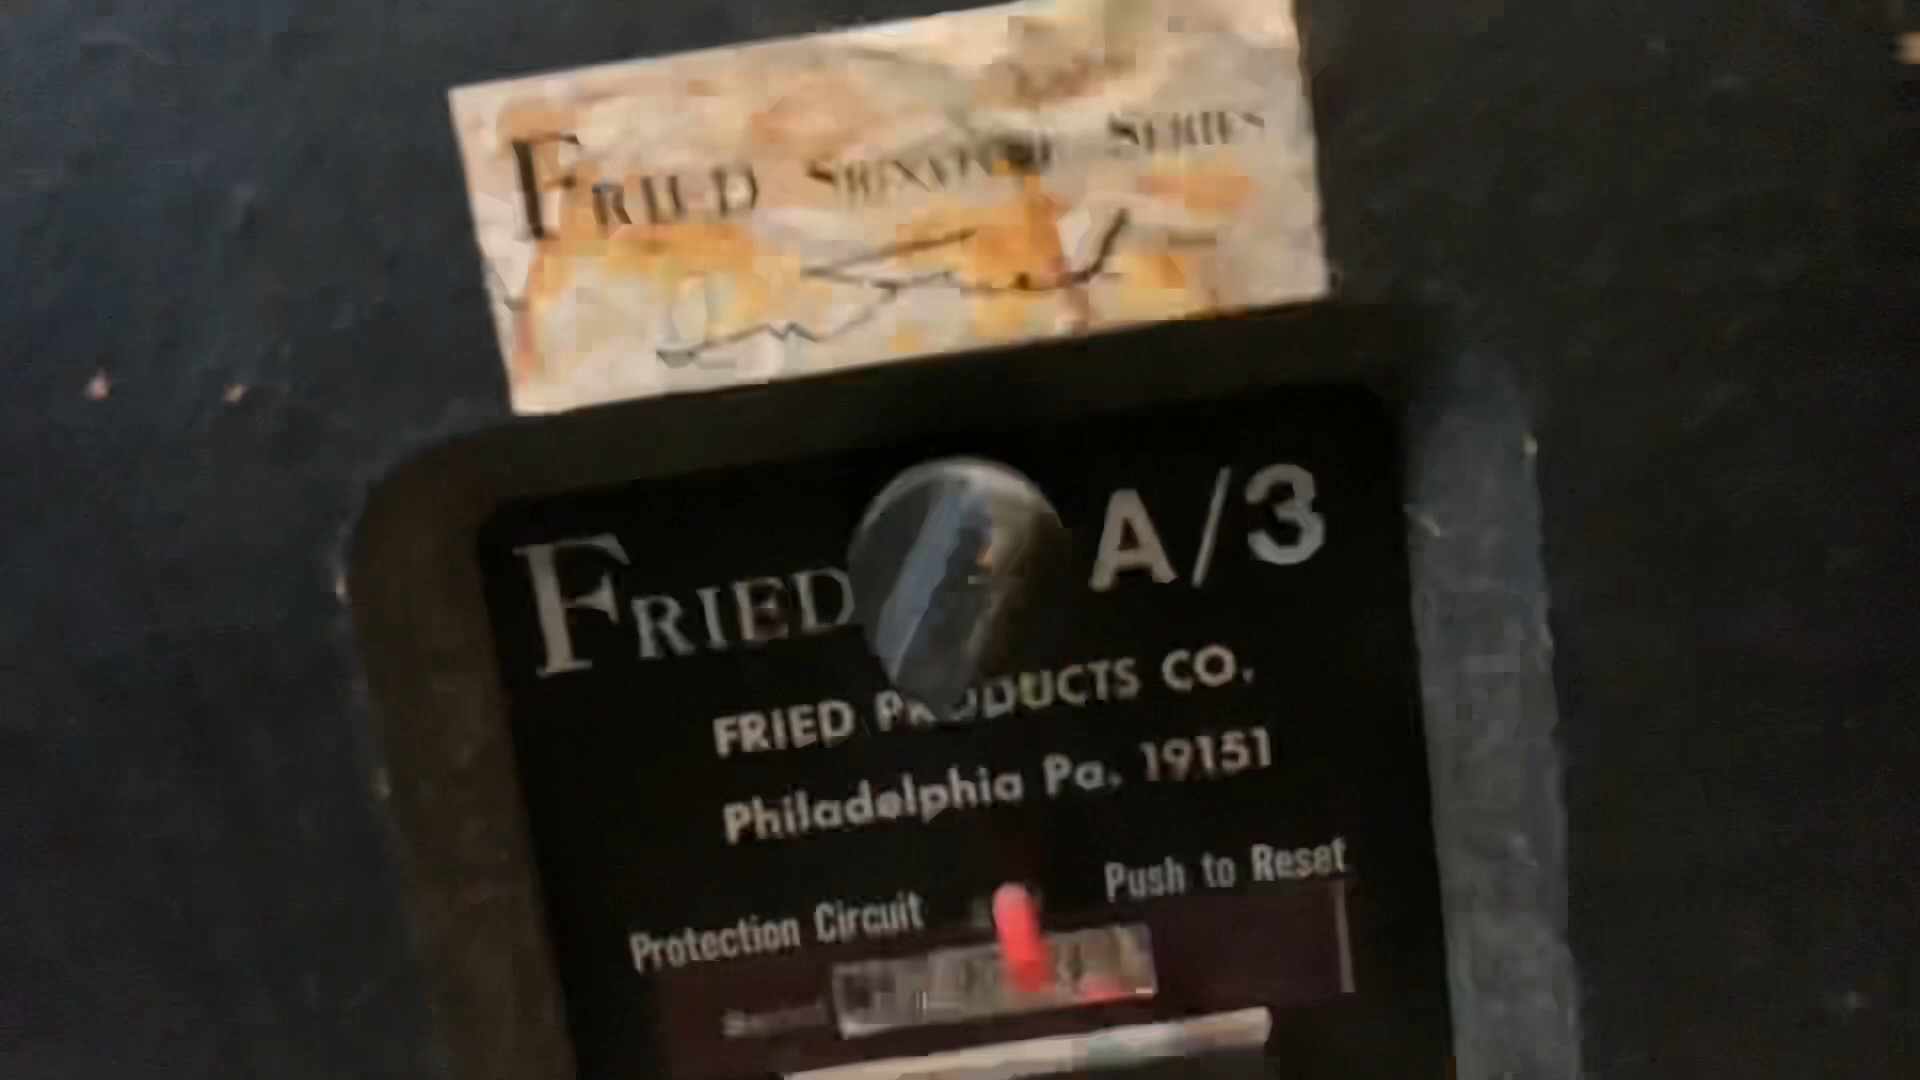 FRIED SIGNATURE SERIES
FRIED A/3
FRIED PRODUCTS CO.
Philadelphia Pa. 19151
Protection Circuit Push to Reset